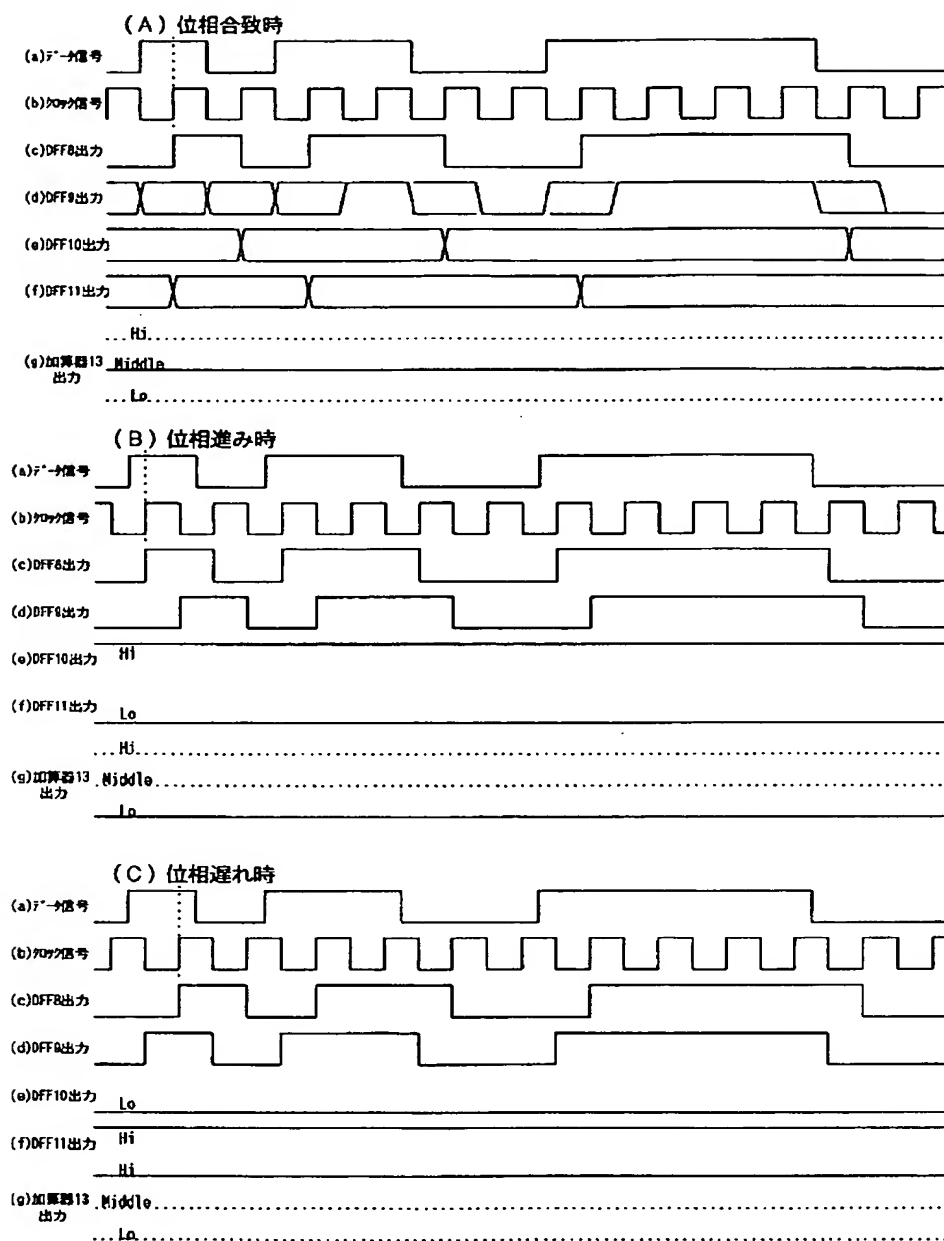 (A)位相合致時
(a)データ信号
(b)クロック信号
(c)DFF8出力
(d)DFF9出力
(e)DFF10出力
(f)DFF11出力
Hi
(g)加算器13 Middle
出力
Lo
(B)位相進み時
(a)データ信号
(b)クロック信号
(c)DFF8出力
(d)DFF9出力
(e)DFF10出力 Hi
(f)DFF11出力
Lo
Hi
(g)加算器13 Middle
出力
Lo
(C)位相遅れ時
(a)データ信号
(b)クロック信号
(c)DFF8出力
(d)DFF9出力
(e)DFF10出力
Lo
(f)DFF11出力 Hi
Hi
(g)加算器13 Middle
出力
Lo